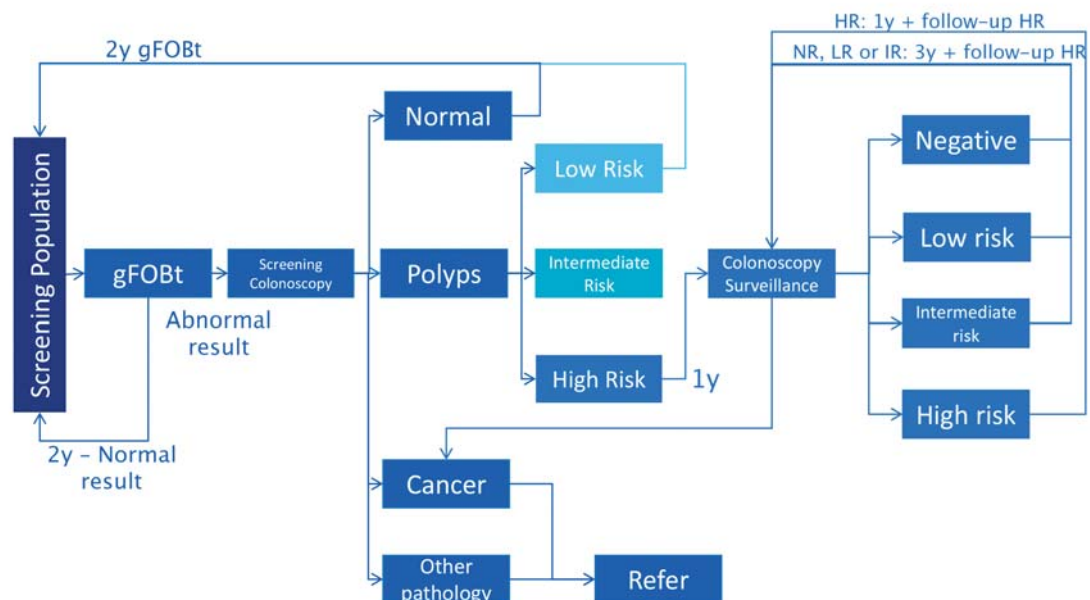 HR: 1y + follow-up HR
2y gFOBt
NR, LR or IR: 3y + follow-up HR
Normal
Negative
Low Risk
Screening Population
gFOBt
Screening
Colonoscopy
Polyps
Intermediate
Risk
Colonoscopy
Surveillance
Low risk
Abnormal
result
Intermediate
risk
High Risk
1y
High risk
2y – Normal
result
Cancer
Other
pathology
Refer